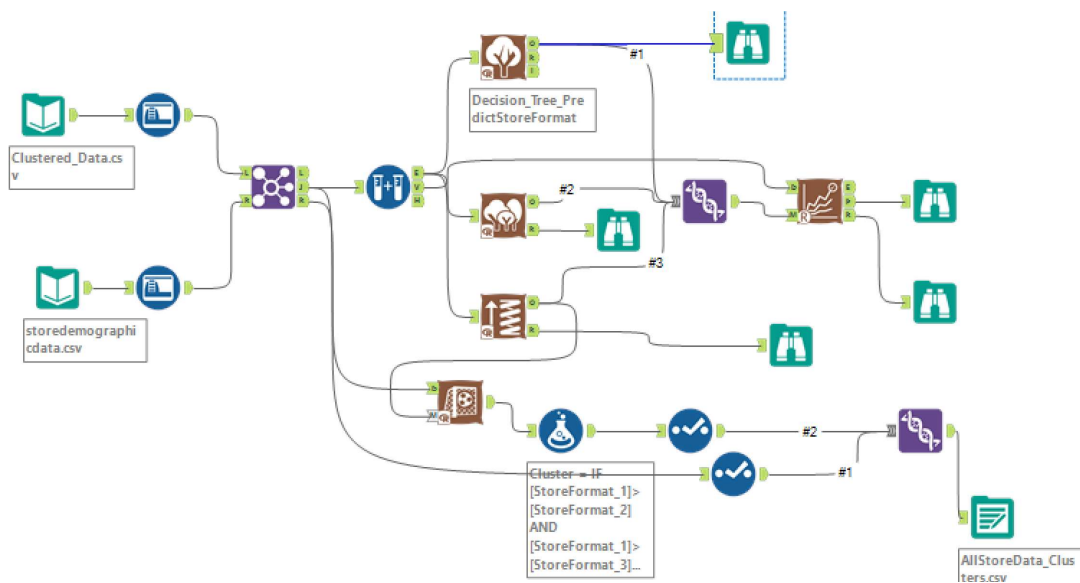 #1
Decision_Tree_Pre
dictStoreFormat
Clustered_Data.cs
v
L
R
L
J
R
E
V
H
O
R
I
#2
O
R
#3
O
R
D
M
E
P
R
R
storedemographi
cdata.csv
D
M
#2
#1
Cluster = IF
[StoreFormat_1]>
[StoreFormat_2]
AND
[StoreFormat_1]>
[StoreFormat_3]...
AllStoreData_Clus
ters.csv